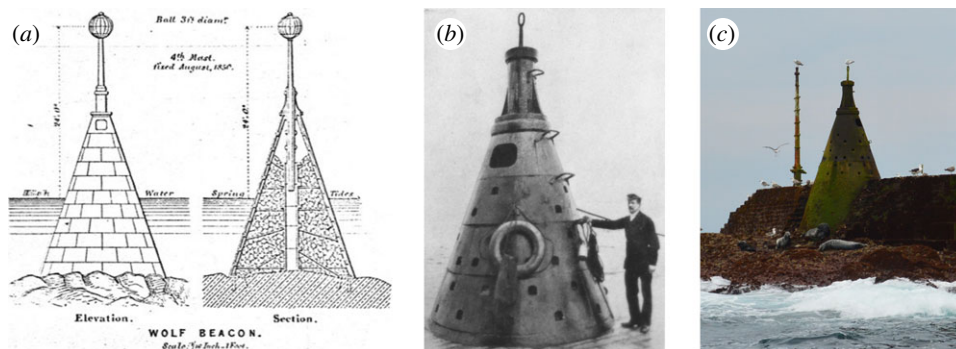 (a)
Ball 3ft diamr
4th Mast.
fixed August, 1850.
High Water
Spring Tides
Elevation.
Section.
WOLF BEACON.
(b)
(c)